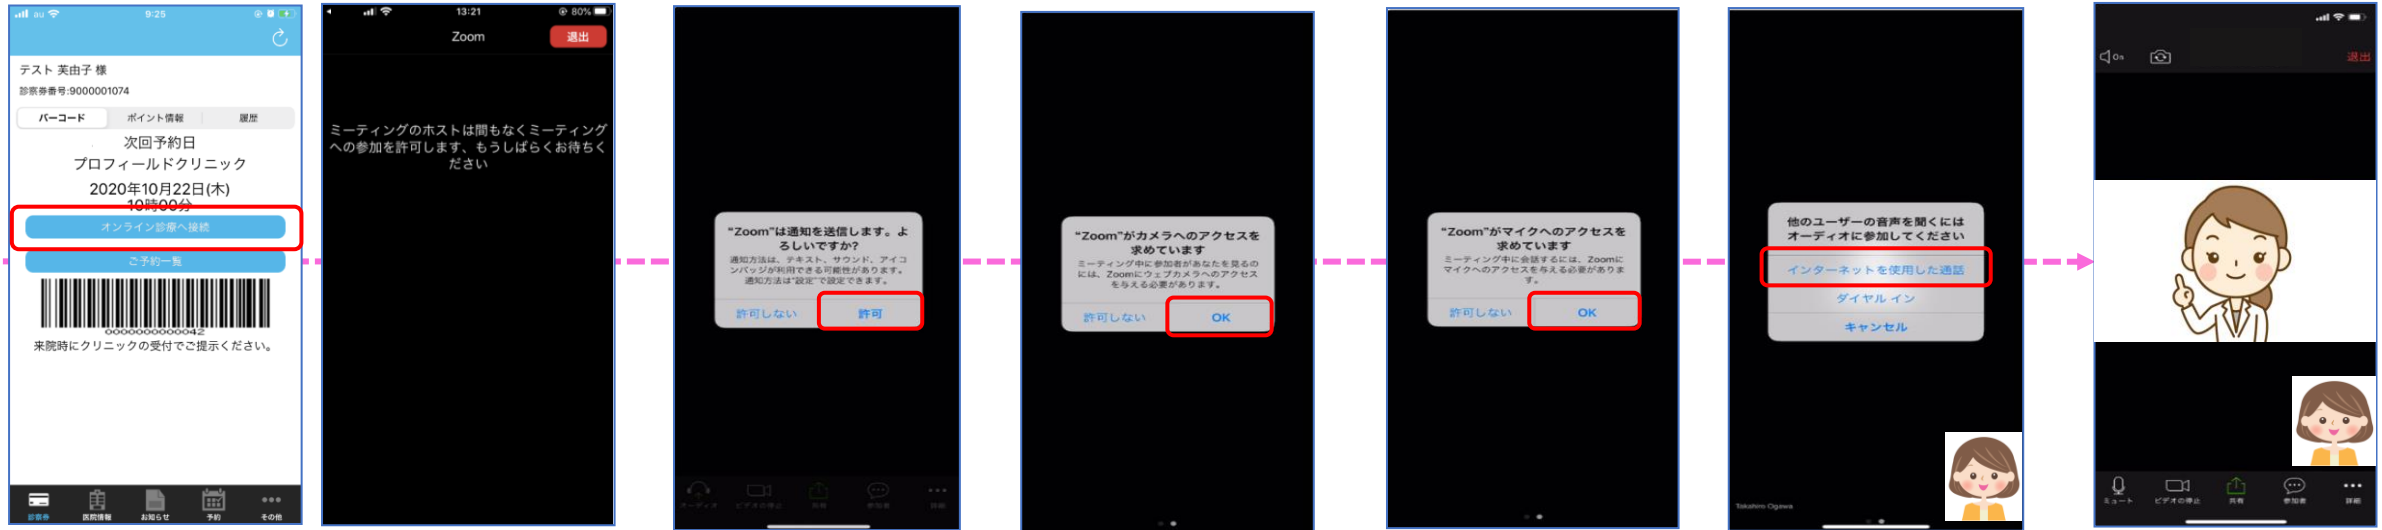 au 9:25
テスト 芙由子 様
診察券番号:9000001074
バーコード ポイント情報 履歴
次回予約日
プロフィールドクリニック
2020年10月22日(木)
10時00分
オンライン診療へ接続
ご予約一覧
0000000000042
来院時にクリニックの受付でご提示ください。
診察券 医院情報 お知らせ 予約 その他
13:21 80%
Zoom 退出
ミーティングのホストは間もなくミーティング
への参加を許可します、もうしばらくお待ちく
ださい
“Zoom”は通知を送信します。よ
ろしいですか?
通知方法は、テキスト、サウンド、アイコ
ンバッジが利用できる可能性があります。
通知方法は“設定”で設定できます。
許可しない 許可
オーディオ ビデオの停止 共有 参加者 詳細
“Zoom”がカメラへのアクセスを
求めています
ミーティング中に参加者があなたを見るの
には、Zoomにウェブカメラへのアクセス
を与える必要があります。
許可しない OK
“Zoom”がマイクへのアクセスを
求めています
ミーティング中に会話するには、Zoomに
マイクへのアクセスを与える必要がありま
す。
許可しない OK
他のユーザーの音声を聞くには
オーディオに参加してください
インターネットを使用した通話
ダイヤル イン
キャンセル
Takahiro Ogawa
On 退出
ミュート ビデオの停止 共有 参加者 詳細